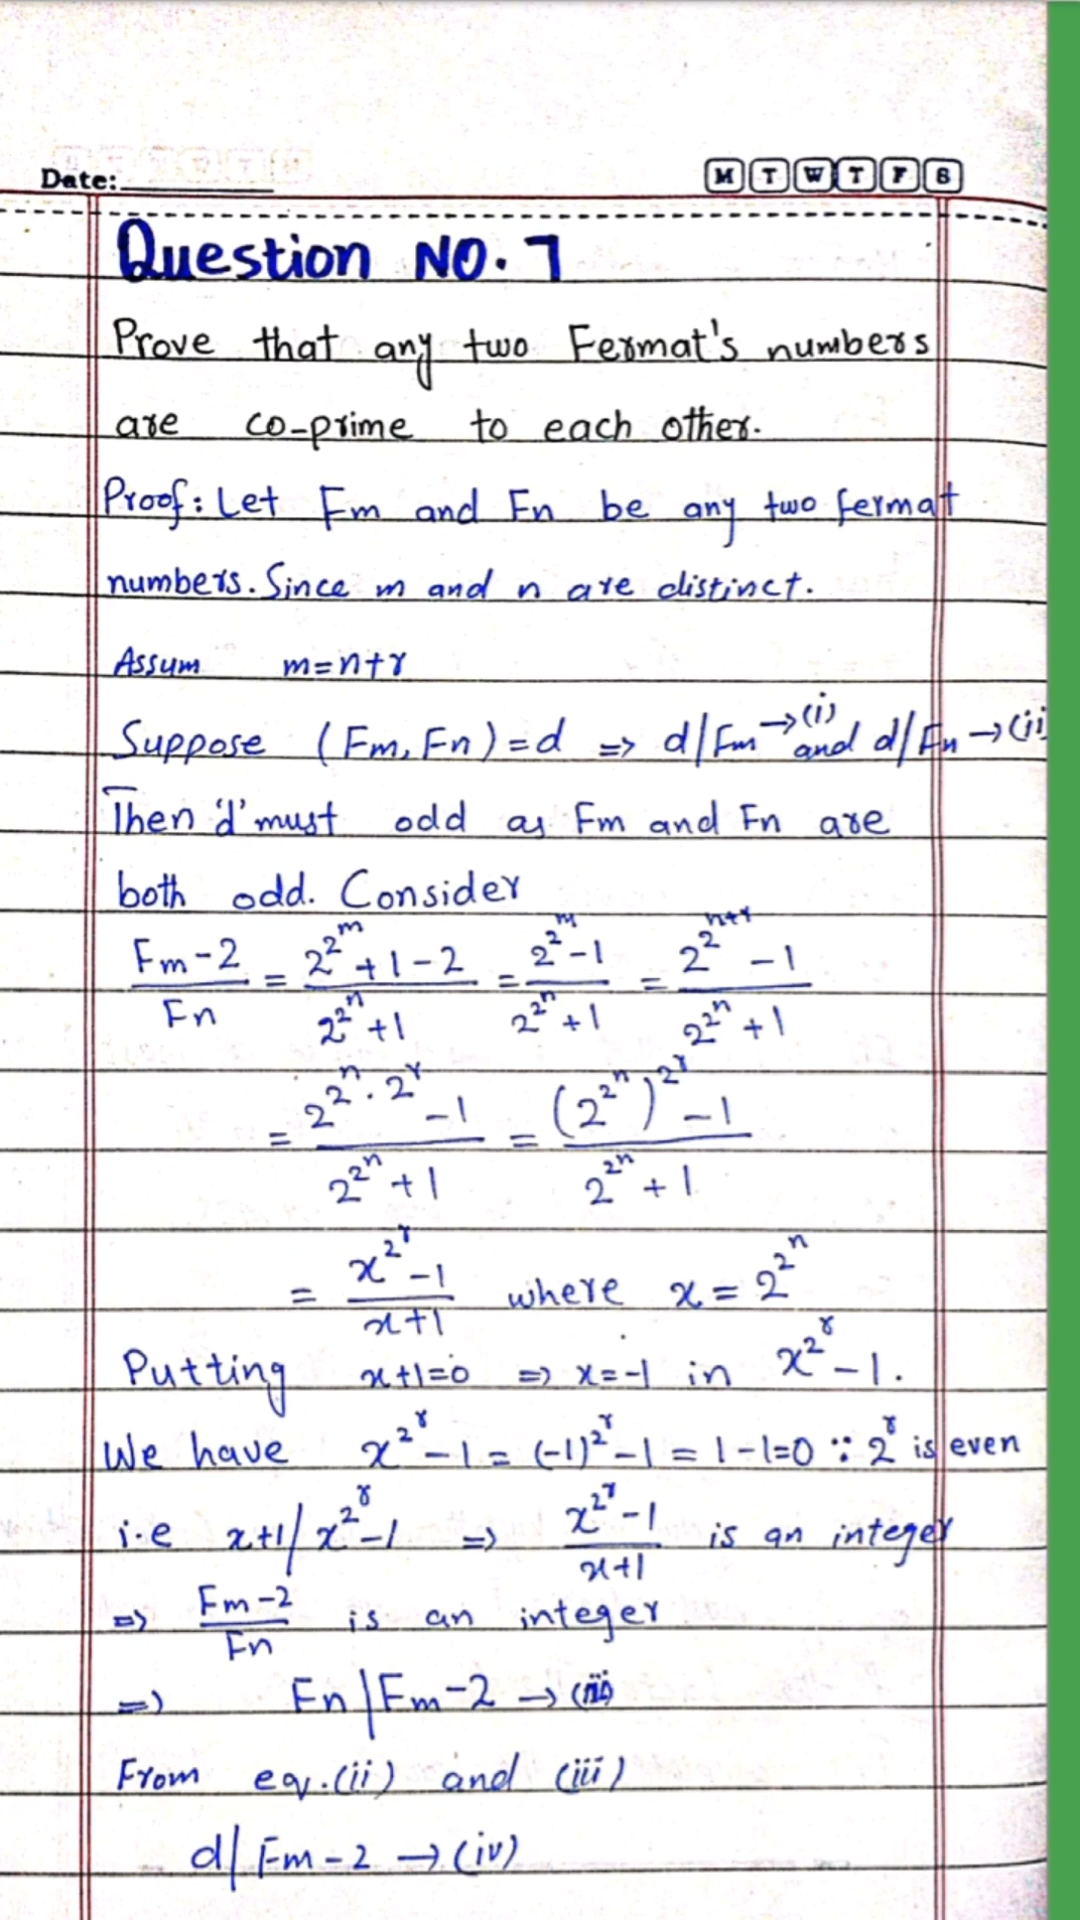 Date:
M T W T F S
Question NO. 7
Prove that any two Fermat's numbers
are co-prime to each other.
Proof: Let Fm and Fn be any two fermat
numbers. Since m and n are distinct.
Assum m=n+r
Suppose (Fm, Fn)=d => d/Fm →(i) and d/Fn →(ii)
Then 'd' must odd as Fm and Fn are
both odd. Consider
(Fm-2)/Fn = (2^2^m +1-2)/(2^2^n +1) = (2^2^m -1)/(2^2^n +1) = (2^2^n+r -1)/(2^2^n +1)
= (2^2^n.2^r -1)/(2^2^n +1) = ((2^2^n)^2^r -1)/(2^2^n +1)
= (x^2^r -1)/(x+1) where x = 2^2^n
Putting x+1=0 => x=-1 in x^2^r -1.
We have x^2^r -1 = (-1)^2^r -1 = 1-1=0 ∵ 2^r is even
i.e x+1/x^2^r -1 => (x^2^r -1)/(x+1) is an integer
=> (Fm-2)/Fn is an integer
=> Fn/Fm-2 → (iii)
From eq.(ii) and (iii)
d/Fm-2 → (iv)